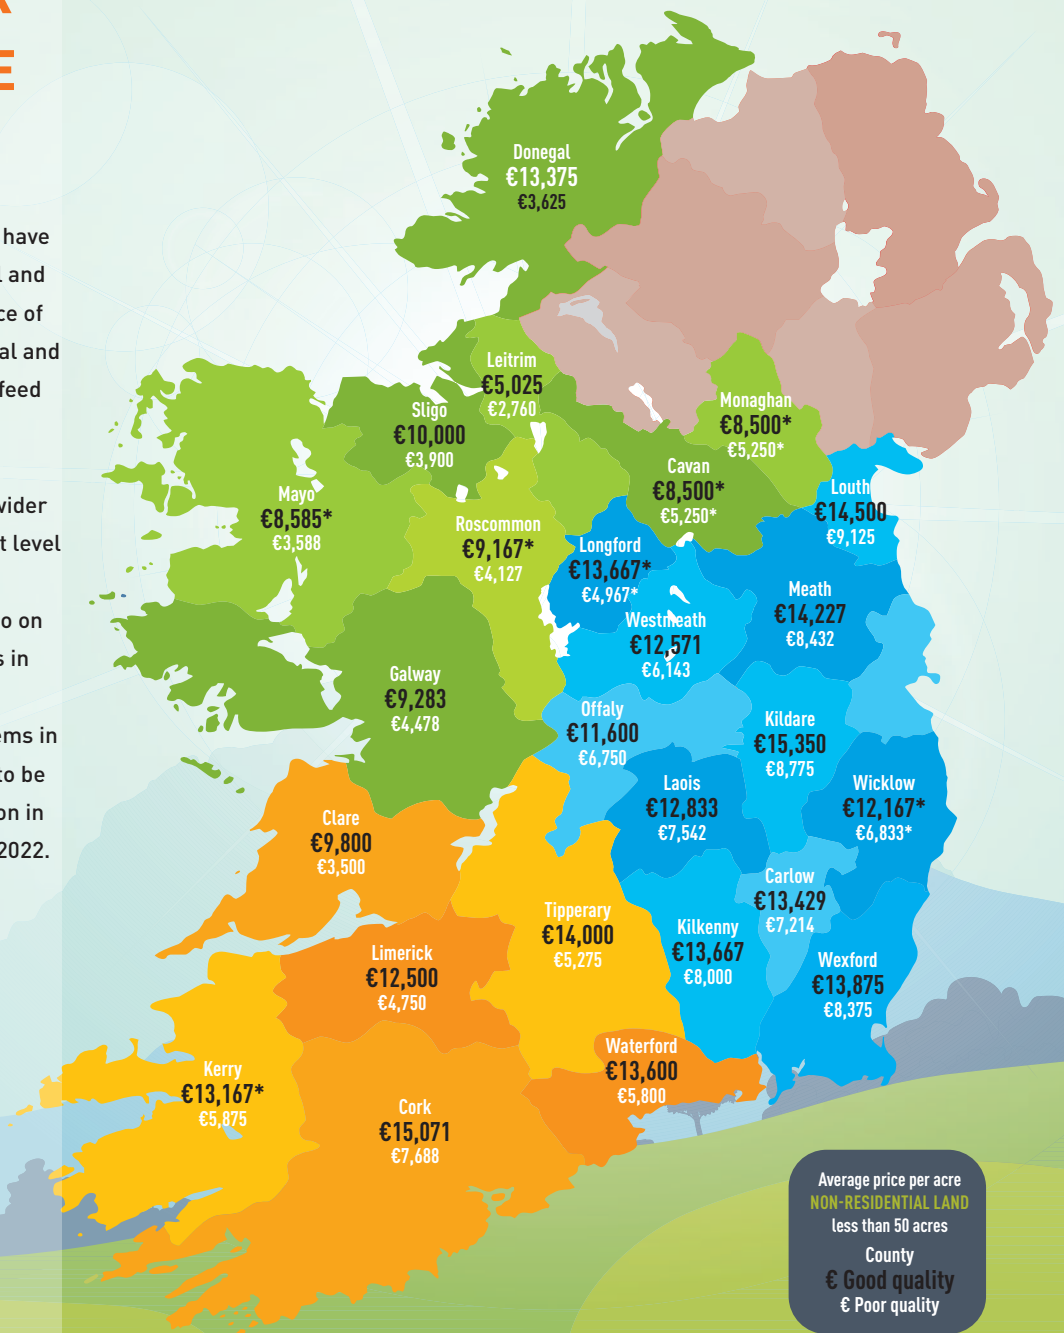 E
have
and
ce of
al and
feed
wider
t level
o on
s in
ems in
to be
on in
2022.
Donegal
€13,375
€3,625
Leitrim
€5,025
€2,760
Sligo
€10,000
€3,900
Monaghan
€8,500*
€5,250*
Cavan
€8,500*
€5,250*
Louth
€14,500
€9,125
Mayo
€8,585*
€3,588
Roscommon
€9,167*
€4,127
Longford
€13,667*
€4,967*
Meath
€14,227
€8,432
Westmeath
€12,571
€6,143
Galway
€9,283
€4,478
Offaly
€11,600
€6,750
Kildare
€15,350
€8,775
Laois
€12,833
€7,542
Wicklow
€12,167*
€6,833*
Clare
€9,800
€3,500
Carlow
€13,429
€7,214
Tipperary
€14,000
€5,275
Kilkenny
€13,667
€8,000
Limerick
€12,500
€4,750
Wexford
€13,875
€8,375
Waterford
€13,600
€5,800
Kerry
€13,167*
€5,875
Cork
€15,071
€7,688
Average price per acre
NON-RESIDENTIAL LAND
less than 50 acres
County
€ Good quality
€ Poor quality